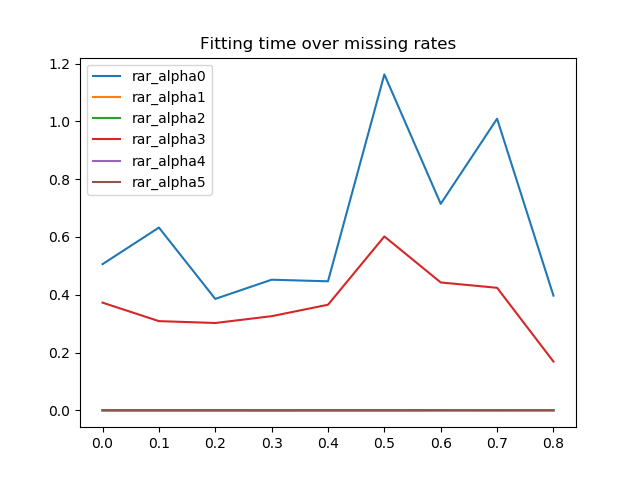 Fitting time over missing rates
1.2
1.0
0.8
0.6
0.4
0.2
0.0
rar_alpha0
rar_alpha1
rar_alpha2
rar_alpha3
rar_alpha4
rar_alpha5
0.0 0.1 0.2 0.3 0.4 0.5 0.6 0.7 0.8